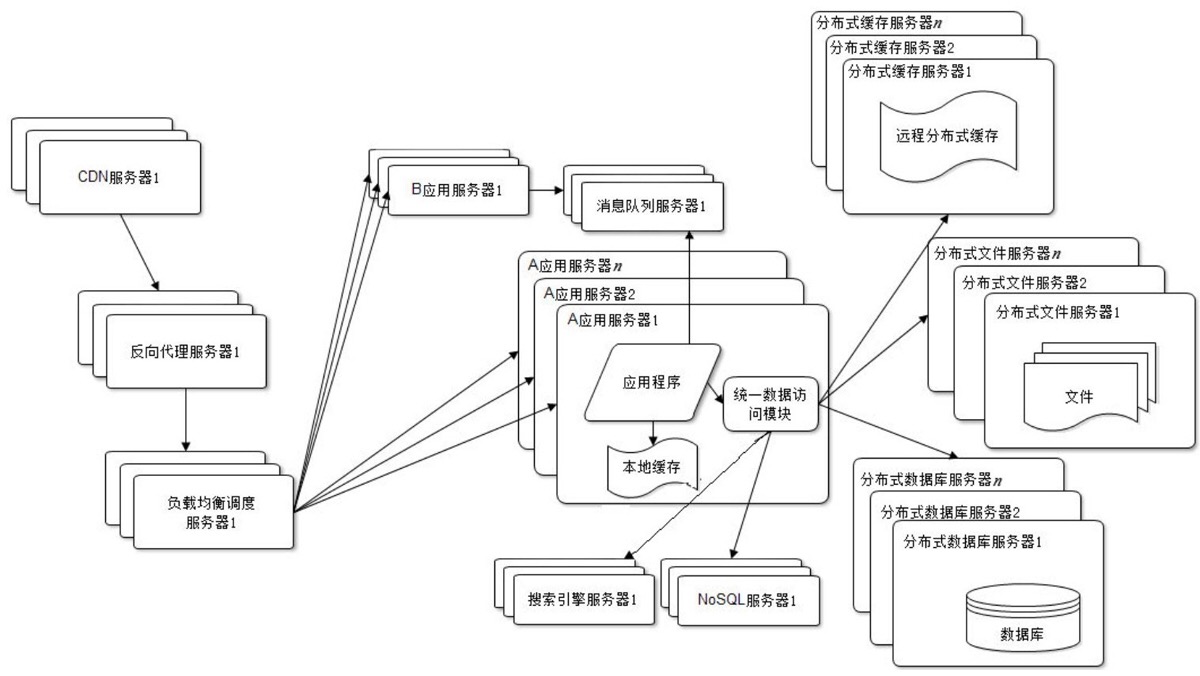 分布式缓存服务器n
分布式缓存服务器2
分布式缓存服务器1
远程分布式缓存
CDN服务器1
B应用服务器1
消息队列服务器1
A应用服务器n
A应用服务器2
A应用服务器1
应用程序
统一数据访
问模块
本地缓存
分布式文件服务器n
分布式文件服务器2
分布式文件服务器1
文件
反向代理服务器1
负载均衡调度
服务器1
分布式数据库服务器n
分布式数据库服务器2
分布式数据库服务器1
数据库
搜索引擎服务器1
NoSQL服务器1